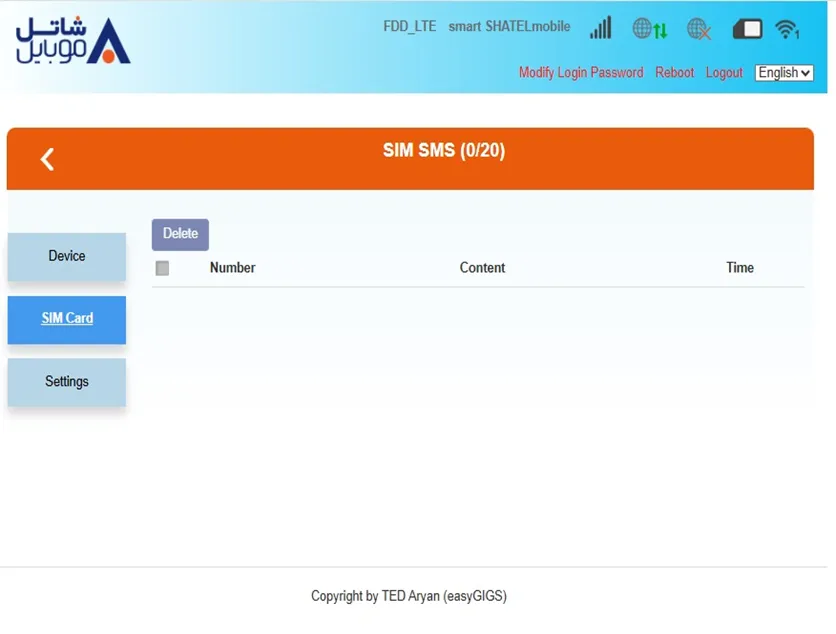 شاتل
موبایل
FDD_LTE smart SHATELmobile
1
Modify Login Password Reboot Logout English
SIM SMS (0/20)
Device
SIM Card
Settings
Delete
Number Content Time
Copyright by TED Aryan (easyGIGS)